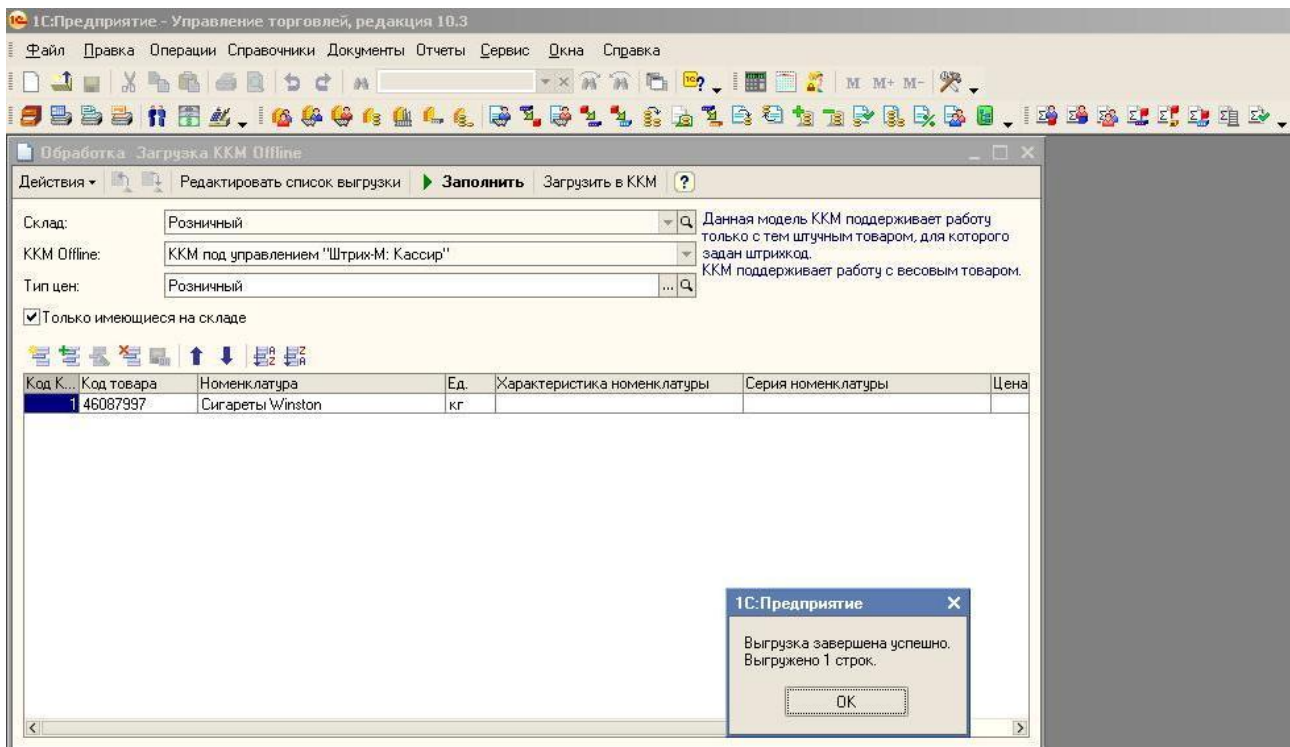 1С:Предприятие - Управление торговлей, редакция 10.3
Файл Правка Операции Справочники Документы Отчеты Сервис Окна Справка
M M+ M-
Обработка Загрузка ККМ Offline
Действия Редактировать список выгрузки Заполнить Загрузить в ККМ ?
Склад: Розничный
ККМ Offline: ККМ под управлением "Штрих-М: Кассир"
Тип цен: Розничный ...
Данная модель ККМ поддерживает работу
только с тем штучным товаром, для которого
задан штрихкод.
ККМ поддерживает работу с весовым товаром.
Только имеющиеся на складе
Код К... Код товара Номенклатура Ед. Характеристика номенклатуры Серия номенклатуры Цена
1 46087997 Сигареты Winston кг
1С:Предприятие
Выгрузка завершена успешно.
Выгружено 1 строк.
OK